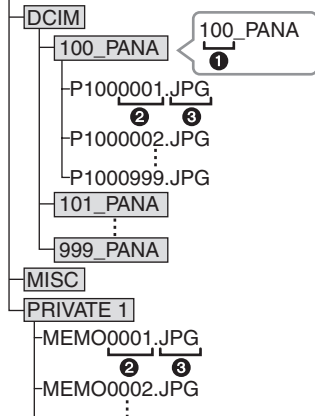 DCIM
100_PANA
100_PANA
❶
P1000001.JPG
❷ ❸
P1000002.JPG
P1000999.JPG
101_PANA
999_PANA
MISC
PRIVATE 1
MEMO0001.JPG
❷ ❸
MEMO0002.JPG